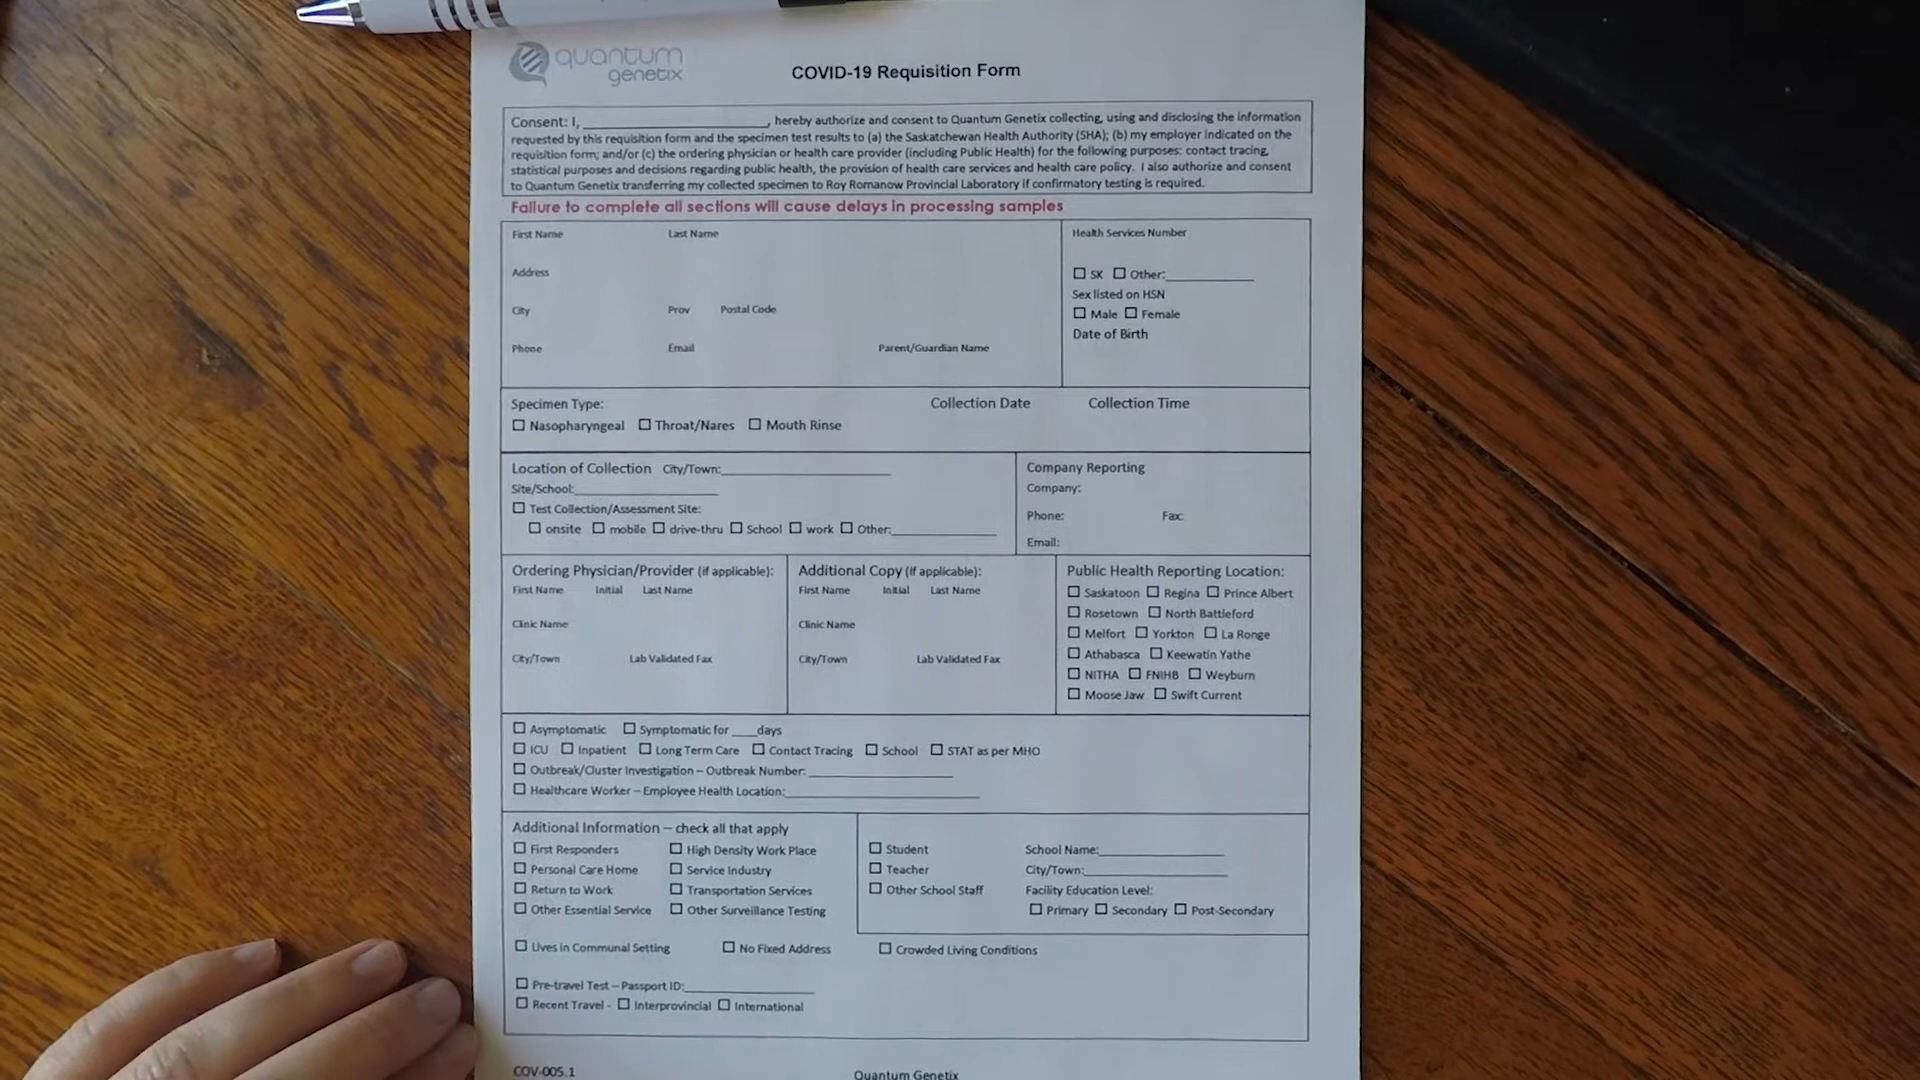 quantum
genetix
COVID-19 Requisition Form
Consent: I, ____________________, hereby authorize and consent to Quantum Genetix collecting, using and disclosing the information
requested by this requisition form and the specimen test results to (a) the Saskatchewan Health Authority (SHA); (b) my employer indicated on the
requisition form; and/or (c) the ordering physician or health care provider (including Public Health) for the following purposes: contact tracing,
statistical purposes and decisions regarding public health, the provision of health care services and health care policy. I also authorize and consent
to Quantum Genetix transferring my collected specimen to Roy Romanow Provincial Laboratory if confirmatory testing is required.
Failure to complete all sections will cause delays in processing samples
First Name Last Name
Address
City Prov Postal Code
Phone Email Parent/Guardian Name
Health Services Number
☐ SK ☐ Other:____________
Sex listed on HSN
☐ Male ☐ Female
Date of Birth
Specimen Type: Collection Date Collection Time
☐ Nasopharyngeal ☐ Throat/Nares ☐ Mouth Rinse
Location of Collection City/Town:____________________
Site/School:____________________
☐ Test Collection/Assessment Site:
☐ onsite ☐ mobile ☐ drive-thru ☐ School ☐ work ☐ Other:____________
Company Reporting
Company:
Phone: Fax:
Email:
Ordering Physician/Provider (if applicable):
First Name Initial Last Name
Clinic Name
City/Town Lab Validated Fax
Additional Copy (if applicable):
First Name Initial Last Name
Clinic Name
City/Town Lab Validated Fax
Public Health Reporting Location:
☐ Saskatoon ☐ Regina ☐ Prince Albert
☐ Rosetown ☐ North Battleford
☐ Melfort ☐ Yorkton ☐ La Ronge
☐ Athabasca ☐ Keewatin Yathe
☐ NITHA ☐ FNIHB ☐ Weyburn
☐ Moose Jaw ☐ Swift Current
☐ Asymptomatic ☐ Symptomatic for ____days
☐ ICU ☐ Inpatient ☐ Long Term Care ☐ Contact Tracing ☐ School ☐ STAT as per MHO
☐ Outbreak/Cluster Investigation – Outbreak Number: ____________________
☐ Healthcare Worker – Employee Health Location:____________________
Additional Information – check all that apply
☐ First Responders ☐ High Density Work Place
☐ Personal Care Home ☐ Service Industry
☐ Return to Work ☐ Transportation Services
☐ Other Essential Service ☐ Other Surveillance Testing
☐ Student School Name:____________________
☐ Teacher City/Town:____________________
☐ Other School Staff Facility Education Level:
☐ Primary ☐ Secondary ☐ Post-Secondary
☐ Lives in Communal Setting ☐ No Fixed Address ☐ Crowded Living Conditions
☐ Pre-travel Test – Passport ID:____________________
☐ Recent Travel - ☐ Interprovincial ☐ International
COV-005.1 Quantum Genetix